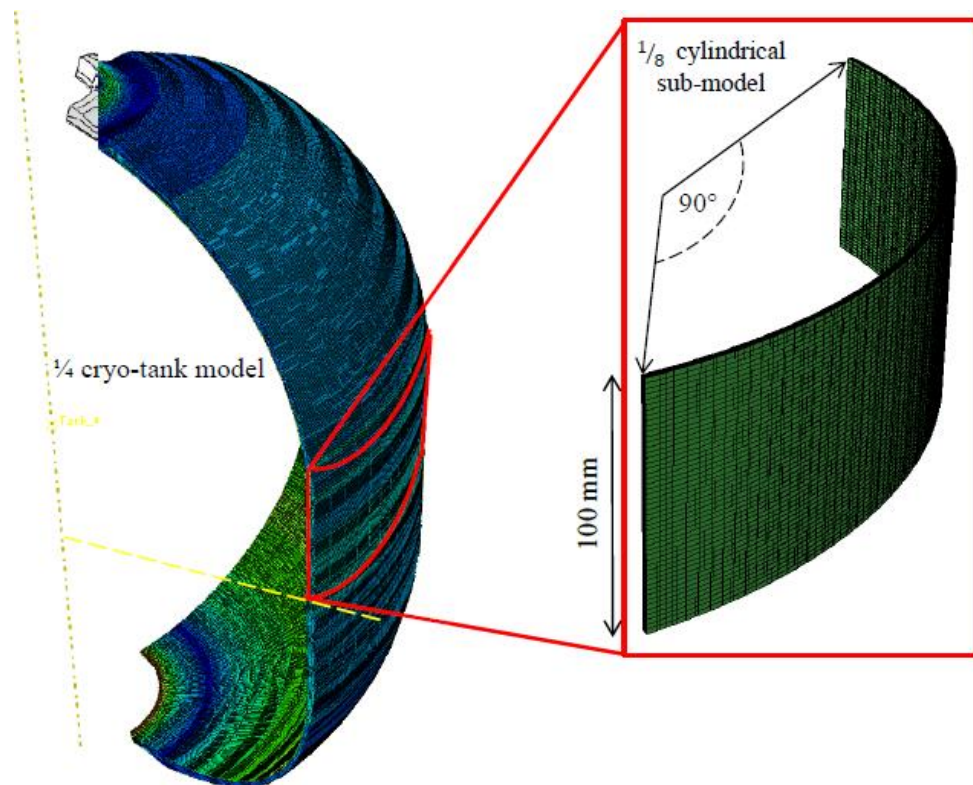 ⅛ cylindrical
sub-model
90°
¼ cryo-tank model
100 mm